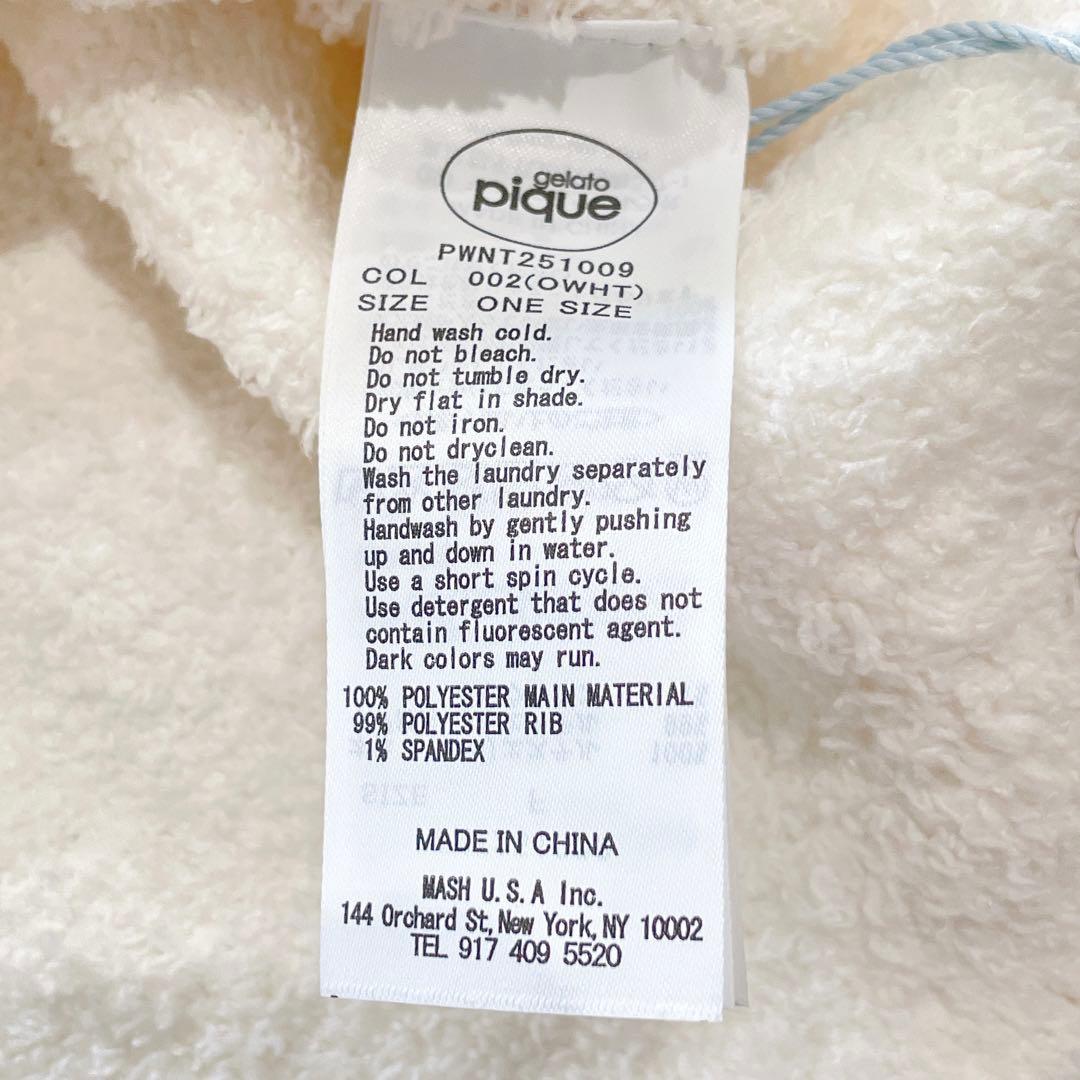 gelato
pique
PWNT251009
COL 002(OWHT)
SIZE ONE SIZE
Hand wash cold.
Do not bleach.
Do not tumble dry.
Dry flat in shade.
Do not iron.
Do not dryclean.
Wash the laundry separately
from other laundry.
Handwash by gently pushing
up and down in water.
Use a short spin cycle.
Use detergent that does not
contain fluorescent agent.
Dark colors may run.
100% POLYESTER MAIN MATERIAL
99% POLYESTER RIB
1% SPANDEX
MADE IN CHINA
MASH U.S.A Inc.
144 Orchard St, New York, NY 10002
TEL 917 409 5520